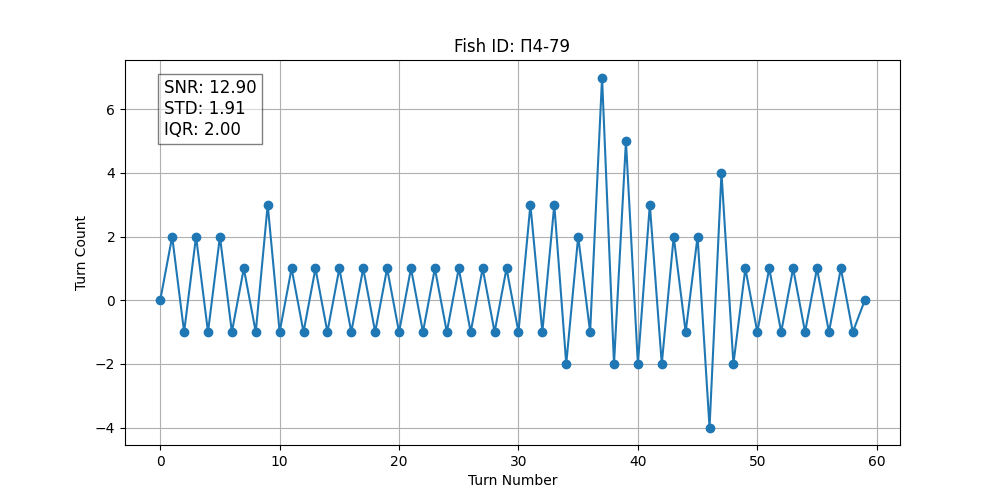 Fish ID: П4-79
SNR: 12.90
STD: 1.91
IQR: 2.00
Turn Count
6
4
2
0
−2
−4
0 10 20 30 40 50 60
Turn Number